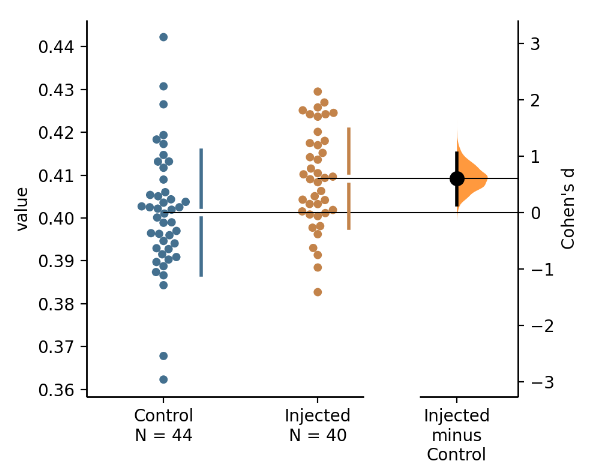 0.44
0.43
0.42
0.41
0.40
0.39
0.38
0.37
0.36
value
3
2
1
0
−1
−2
−3
Cohen's d
Control
N = 44
Injected
N = 40
Injected
minus
Control